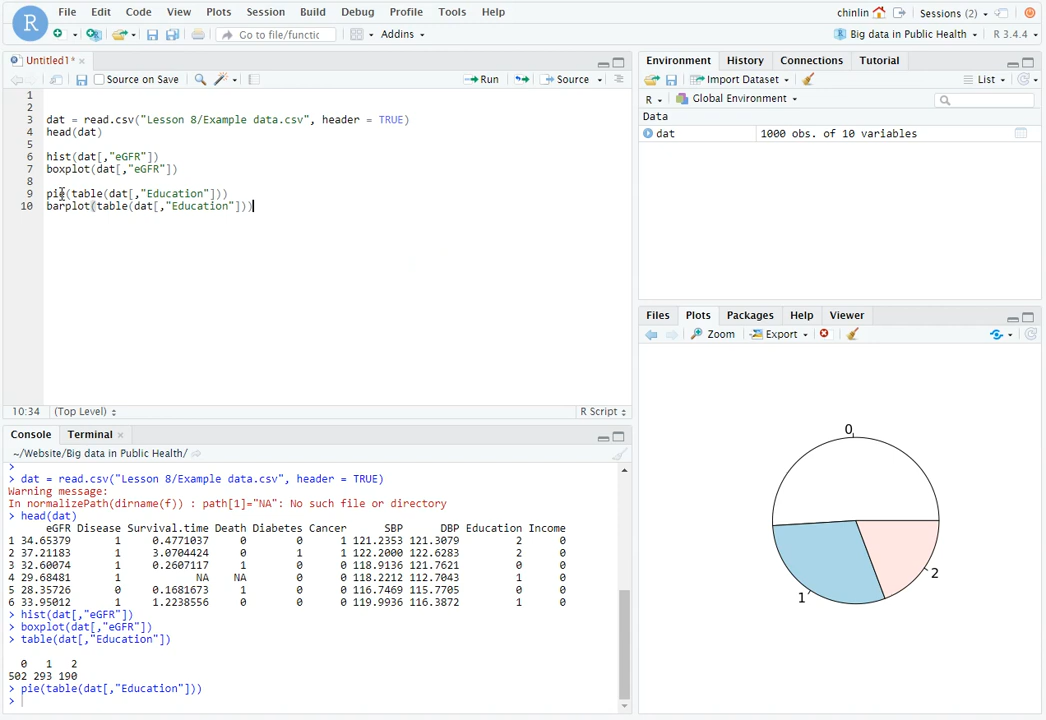 R File Edit Code View Plots Session Build Debug Profile Tools Help chinlin Sessions (2)
Go to file/functic Addins Big data in Public Health R 3.4.4
Untitled1* ×
Source on Save Run Source
1
2
3 dat = read.csv("Lesson 8/Example data.csv", header = TRUE)
4 head(dat)
5
6 hist(dat[,"eGFR"])
7 boxplot(dat[,"eGFR"])
8
9 pie(table(dat[,"Education"]))
10 barplot(table(dat[,"Education"]))
10:34 (Top Level) R Script
Console Terminal ×
~/Website/Big data in Public Health/
>
> dat = read.csv("Lesson 8/Example data.csv", header = TRUE)
Warning message:
In normalizePath(dirname(f)) : path[1]="NA": No such file or directory
> head(dat)
eGFR Disease Survival.time Death Diabetes Cancer SBP DBP Education Income
1 34.65379 1 0.4771037 0 0 1 121.2353 121.3079 2 0
2 37.21183 1 3.0704424 0 1 1 122.2000 122.6283 2 0
3 32.60074 1 0.2607117 1 0 0 118.9136 121.7621 0 0
4 29.68481 1 NA NA 0 0 118.2212 112.7043 1 0
5 28.35726 0 0.1681673 1 0 0 116.7469 115.7705 0 0
6 33.95012 1 1.2238556 0 0 0 119.9936 116.3872 1 0
> hist(dat[,"eGFR"])
> boxplot(dat[,"eGFR"])
> table(dat[,"Education"])
0 1 2
502 293 190
> pie(table(dat[,"Education"]))
>
Environment History Connections Tutorial
Import Dataset List
R Global Environment
Data
dat 1000 obs. of 10 variables
Files Plots Packages Help Viewer
Zoom Export
0
1
2